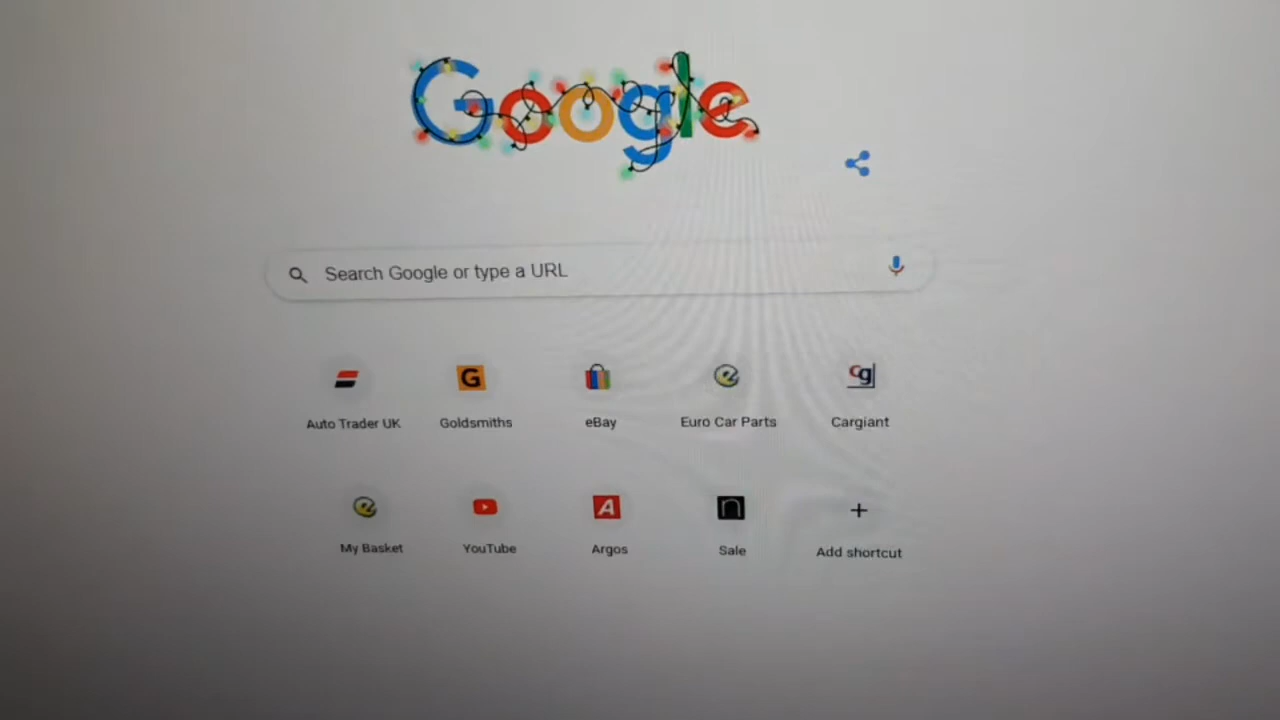 Google
Search Google or type a URL
G
cg
Auto Trader UK
Goldsmiths
eBay
Euro Car Parts
Cargiant
e
A
n
My Basket
YouTube
Argos
Sale
Add shortcut